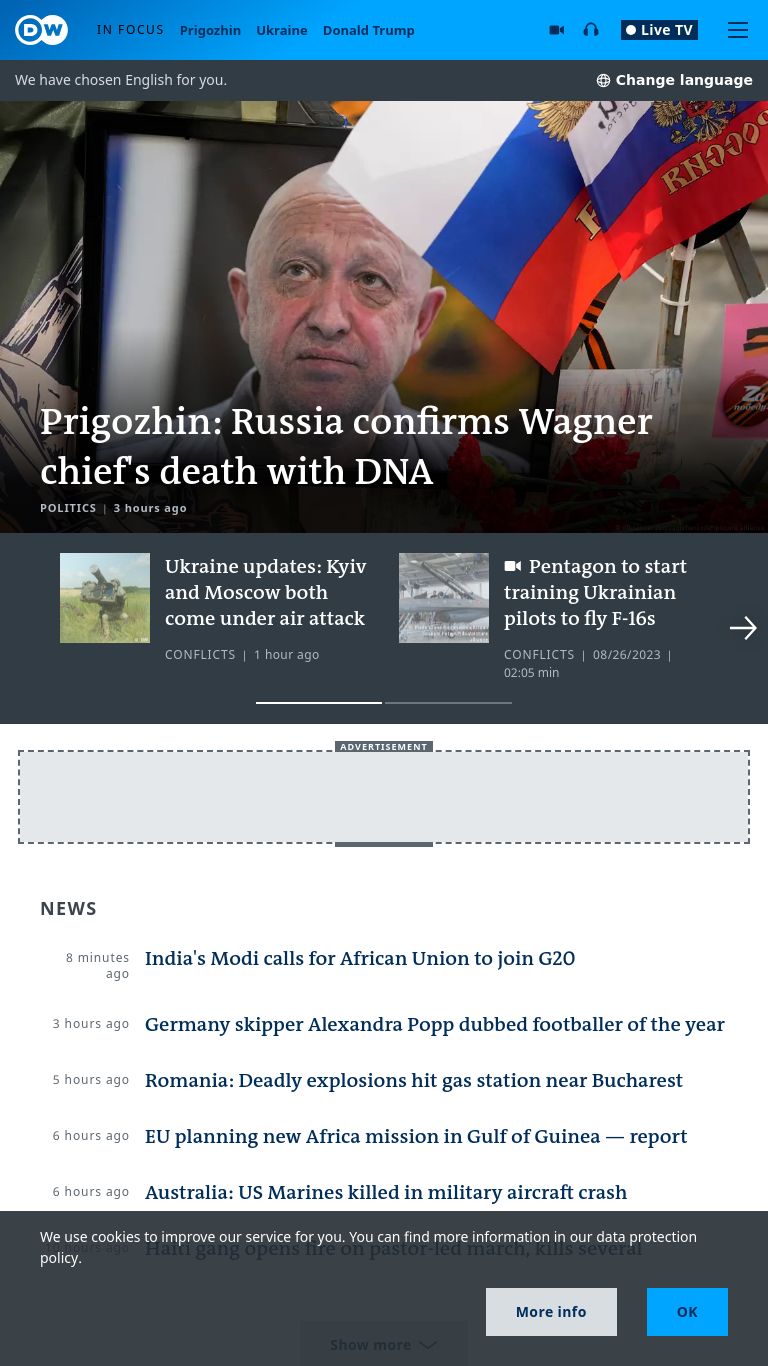 DW
IN FOCUS Prigozhin Ukraine Donald Trump
Live TV
We have chosen English for you.
Change language
Prigozhin: Russia confirms Wagner
chief's death with DNA
POLITICS | 3 hours ago
Ukraine updates: Kyiv
and Moscow both
come under air attack
CONFLICTS | 1 hour ago
Pentagon to start
training Ukrainian
pilots to fly F-16s
CONFLICTS | 08/26/2023 |
02:05 min
ADVERTISEMENT
NEWS
8 minutes
ago
India's Modi calls for African Union to join G20
3 hours ago
Germany skipper Alexandra Popp dubbed footballer of the year
5 hours ago
Romania: Deadly explosions hit gas station near Bucharest
6 hours ago
EU planning new Africa mission in Gulf of Guinea — report
6 hours ago
Australia: US Marines killed in military aircraft crash
hours ago
Haiti gang opens fire on pastor-led march, kills several
We use cookies to improve our service for you. You can find more information in our data protection
policy.
More info
OK
Show more